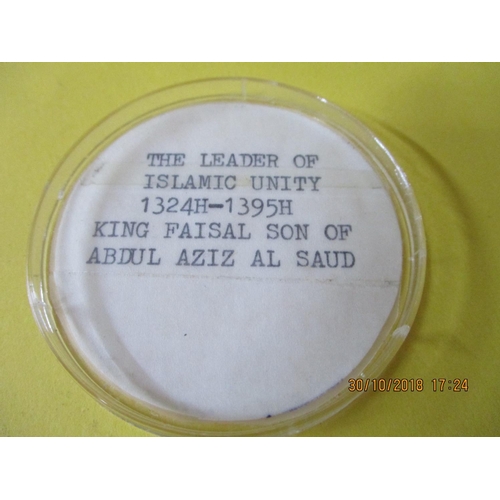 THE LEADER OF
ISLAMIC UNITY
1324H-1395H
KING FAISAL SON OF
ABDUL AZIZ AL SAUD
30/10/2018 17:24